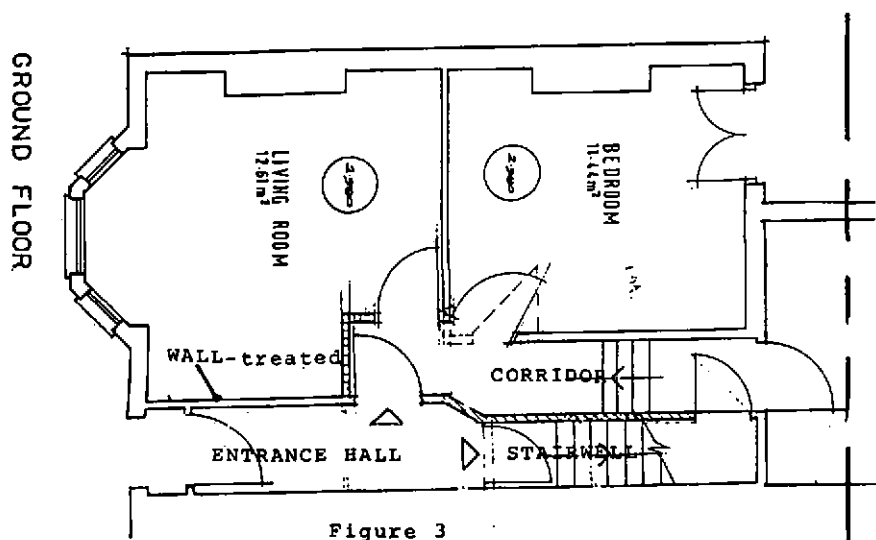 GROUND FLOOR
LIVING ROOM
12.61m²
BEDROOM
11.44m²
WALL-treated
CORRIDOR
ENTRANCE HALL
STAIRWELL
Figure 3